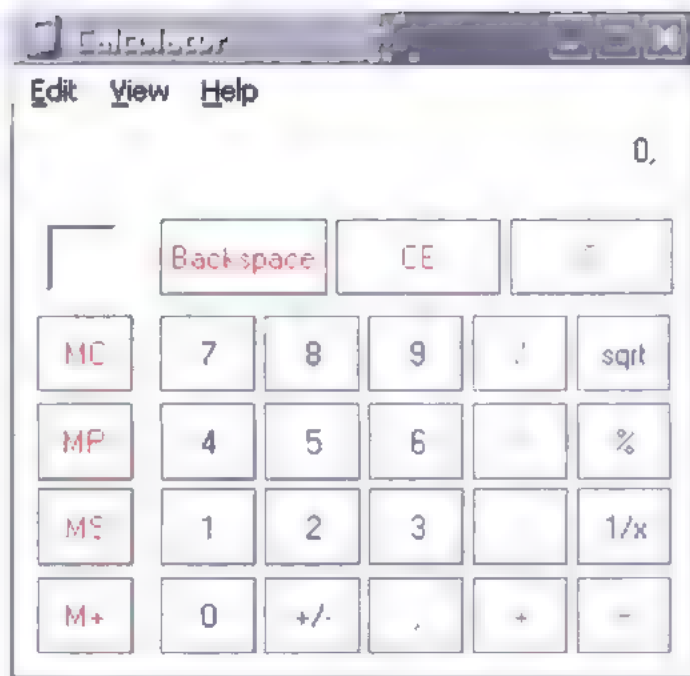 Calculator
Edit View Help
0,
Backspace CE
MC 7 8 9 / sqrt
4 5 6 %
MS 1 2 3 1/x
M+ 0 +/- , + =